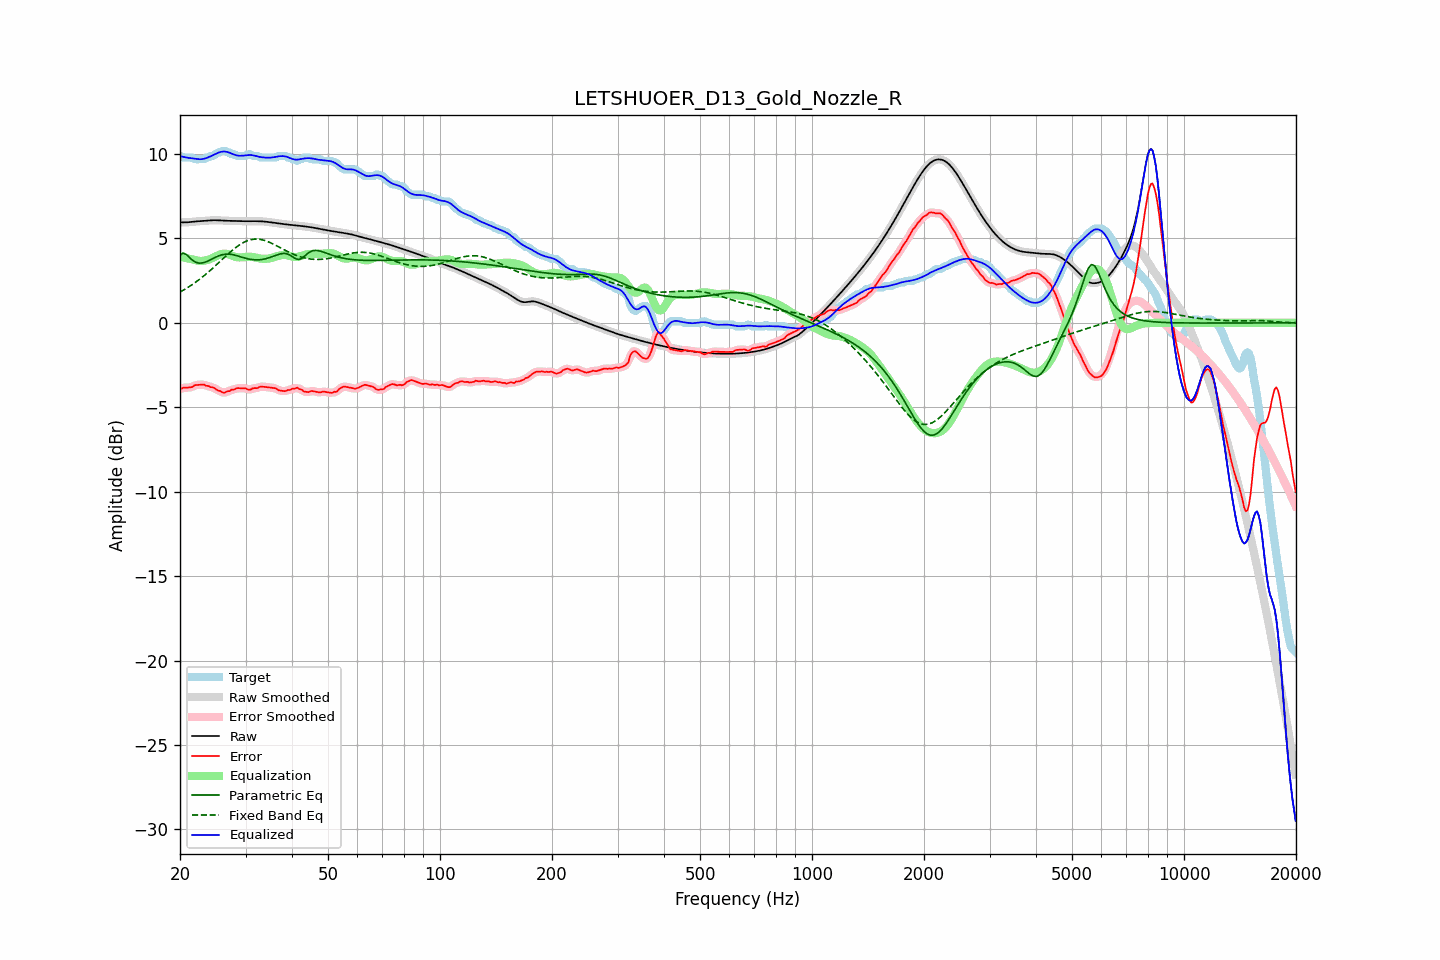 LETSHUOER_D13_Gold_Nozzle_R
Amplitude (dBr)
10
5
0
−5
−10
−15
−20
−25
−30
Target
Raw Smoothed
Error Smoothed
Raw
Error
Equalization
Parametric Eq
Fixed Band Eq
Equalized
20 50 100 200 500 1000 2000 5000 10000 20000
Frequency (Hz)